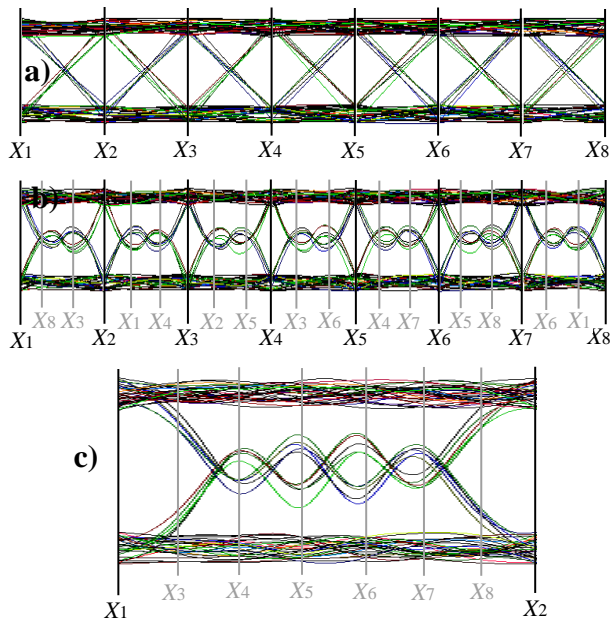 a)
X1 X2 X3 X4 X5 X6 X7 X8
b)
X8 X3 X1 X4 X2 X5 X3 X6 X4 X7 X5 X8 X6 X1
X1 X2 X3 X4 X5 X6 X7 X8
c)
X3 X4 X5 X6 X7 X8
X1 X2